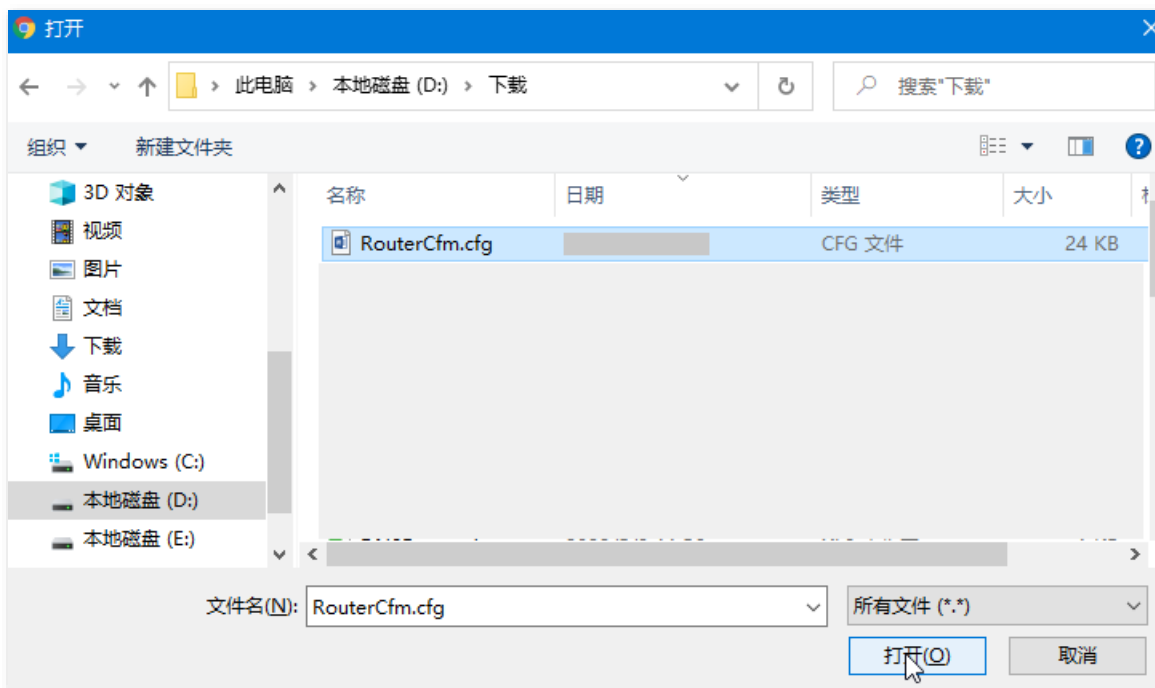 打开
此电脑 › 本地磁盘 (D:) › 下载
搜索"下载"
组织
新建文件夹
3D 对象
视频
图片
文档
下载
音乐
桌面
Windows (C:)
本地磁盘 (D:)
本地磁盘 (E:)
名称 日期 类型 大小
RouterCfm.cfg CFG 文件 24 KB
文件名(N): RouterCfm.cfg 所有文件 (*.*)
打开(O) 取消